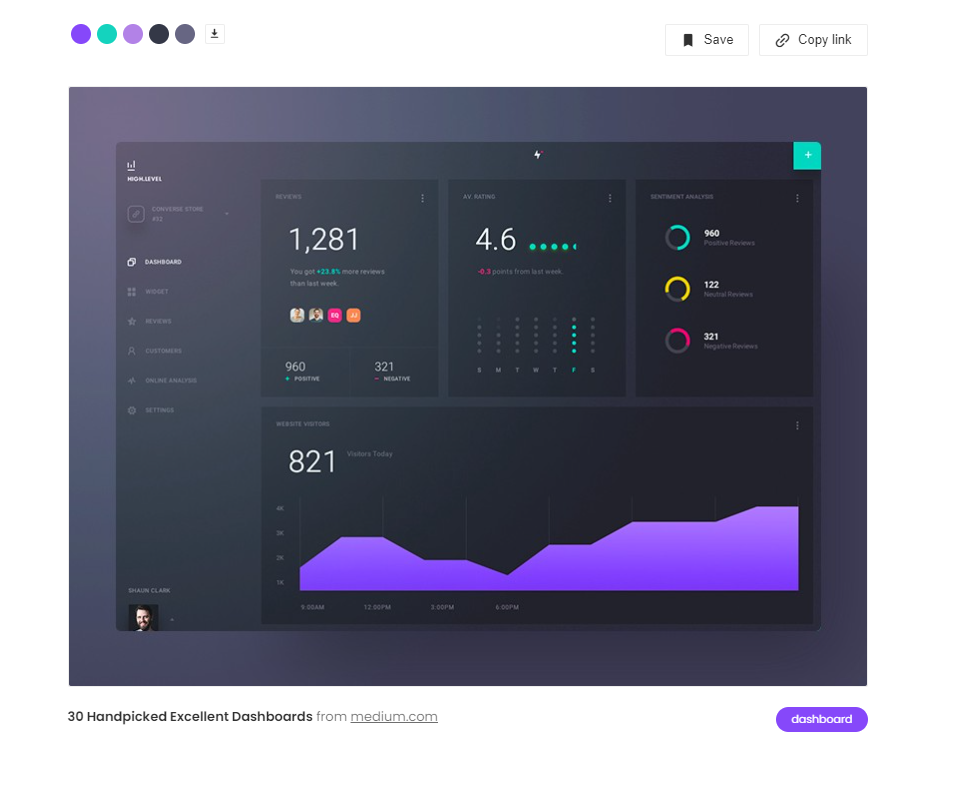 Save
Copy link
+
HIGH.LEVEL
CONVERSE STORE
#32
DASHBOARD
WIDGET
REVIEWS
CUSTOMERS
ONLINE ANALYSIS
SETTINGS
SHAUN CLARK
REVIEWS
1,281
You got +23.8% more reviews
than last week.
EQ JJ
960
+ POSITIVE
321
– NEGATIVE
AV. RATING
4.6
-0.3 points from last week.
S M T W T F S
SENTIMENT ANALYSIS
960
Positive Reviews
122
Neutral Reviews
321
Negative Reviews
WEBSITE VISITORS
821 Visitors Today
4K
3K
2K
1K
9:00AM 12:00PM 3:00PM 6:00PM
30 Handpicked Excellent Dashboards from medium.com
dashboard